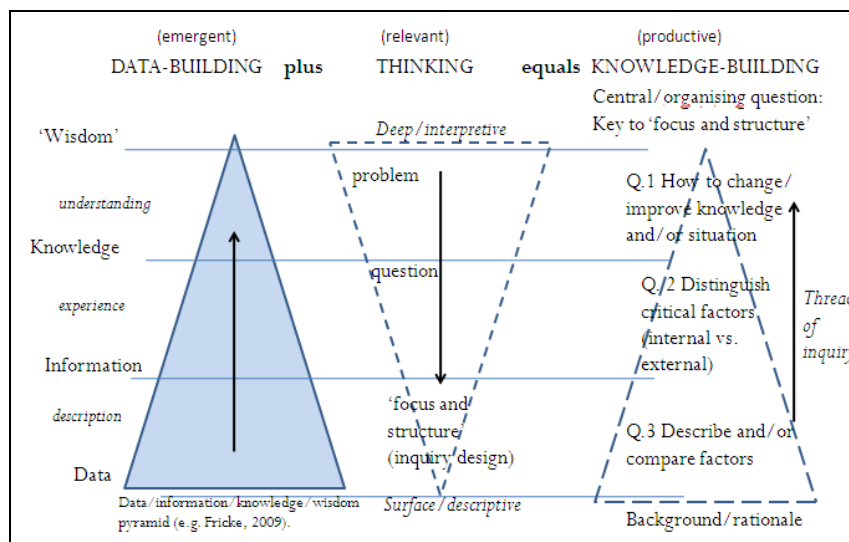 (emergent) (relevant) (productive)
DATA-BUILDING plus THINKING equals KNOWLEDGE-BUILDING
Central/organising question:
Key to ‘focus and structure’
‘Wisdom’
understanding
Knowledge
experience
Information
description
Data
Data/information/knowledge/wisdom
pyramid (e.g. Fricke, 2009).
Deep/interpretive
problem
question
‘focus and
structure’
(inquiry design)
Surface/descriptive
Q.1 How to change/
improve knowledge
and/or situation
Q./2 Distinguish
critical factors
(internal vs.
external)
Q.3 Describe and/or
compare factors
Background/rationale
Thread
of
inquiry